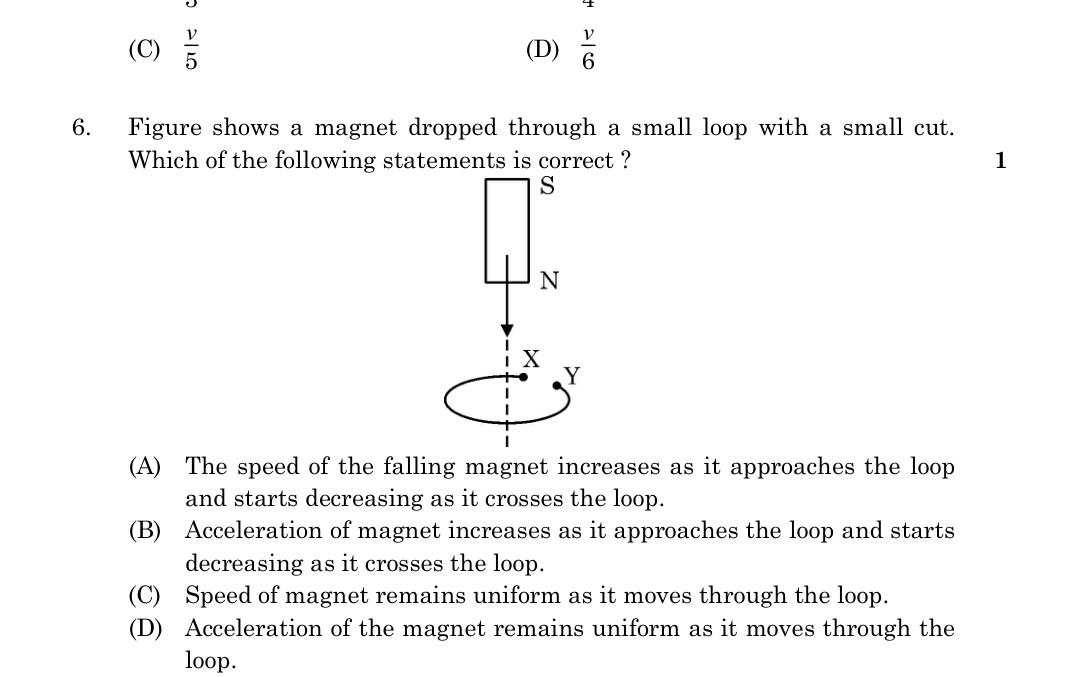 (C) ν/5 (D) ν/6
6. Figure shows a magnet dropped through a small loop with a small cut.
Which of the following statements is correct ? 1
S
N
X
Y
(A) The speed of the falling magnet increases as it approaches the loop
and starts decreasing as it crosses the loop.
(B) Acceleration of magnet increases as it approaches the loop and starts
decreasing as it crosses the loop.
(C) Speed of magnet remains uniform as it moves through the loop.
(D) Acceleration of the magnet remains uniform as it moves through the
loop.